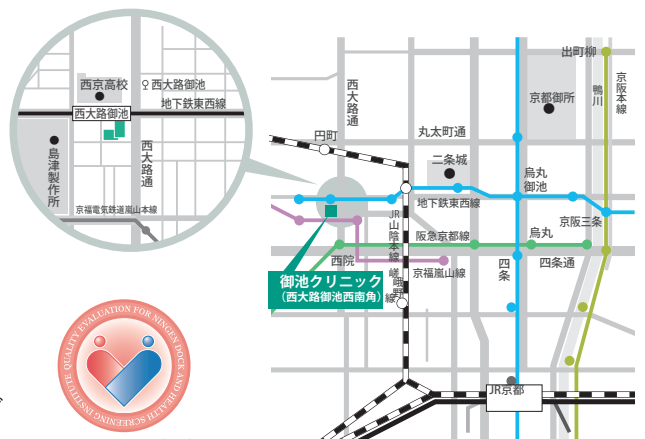 西京高校
西大路御池
地下鉄東西線
西大路御池
西大路通
島津製作所
京福電気鉄道嵐山本線
出町柳
京阪本線
鴨川
西大路通
京都御所
円町
丸太町通
二条城
烏丸
御池
地下鉄東西線
JR山陰本線
嵯峨野線
阪急京都線
烏丸
京阪三条
西院
京福嵐山線
四条
四条通
御池クリニック
(西大路御池西南角)
JR京都
QUALITY EVALUATION FOR NINGEN DOCK AND HEALTH SCREENING INSTITUTE